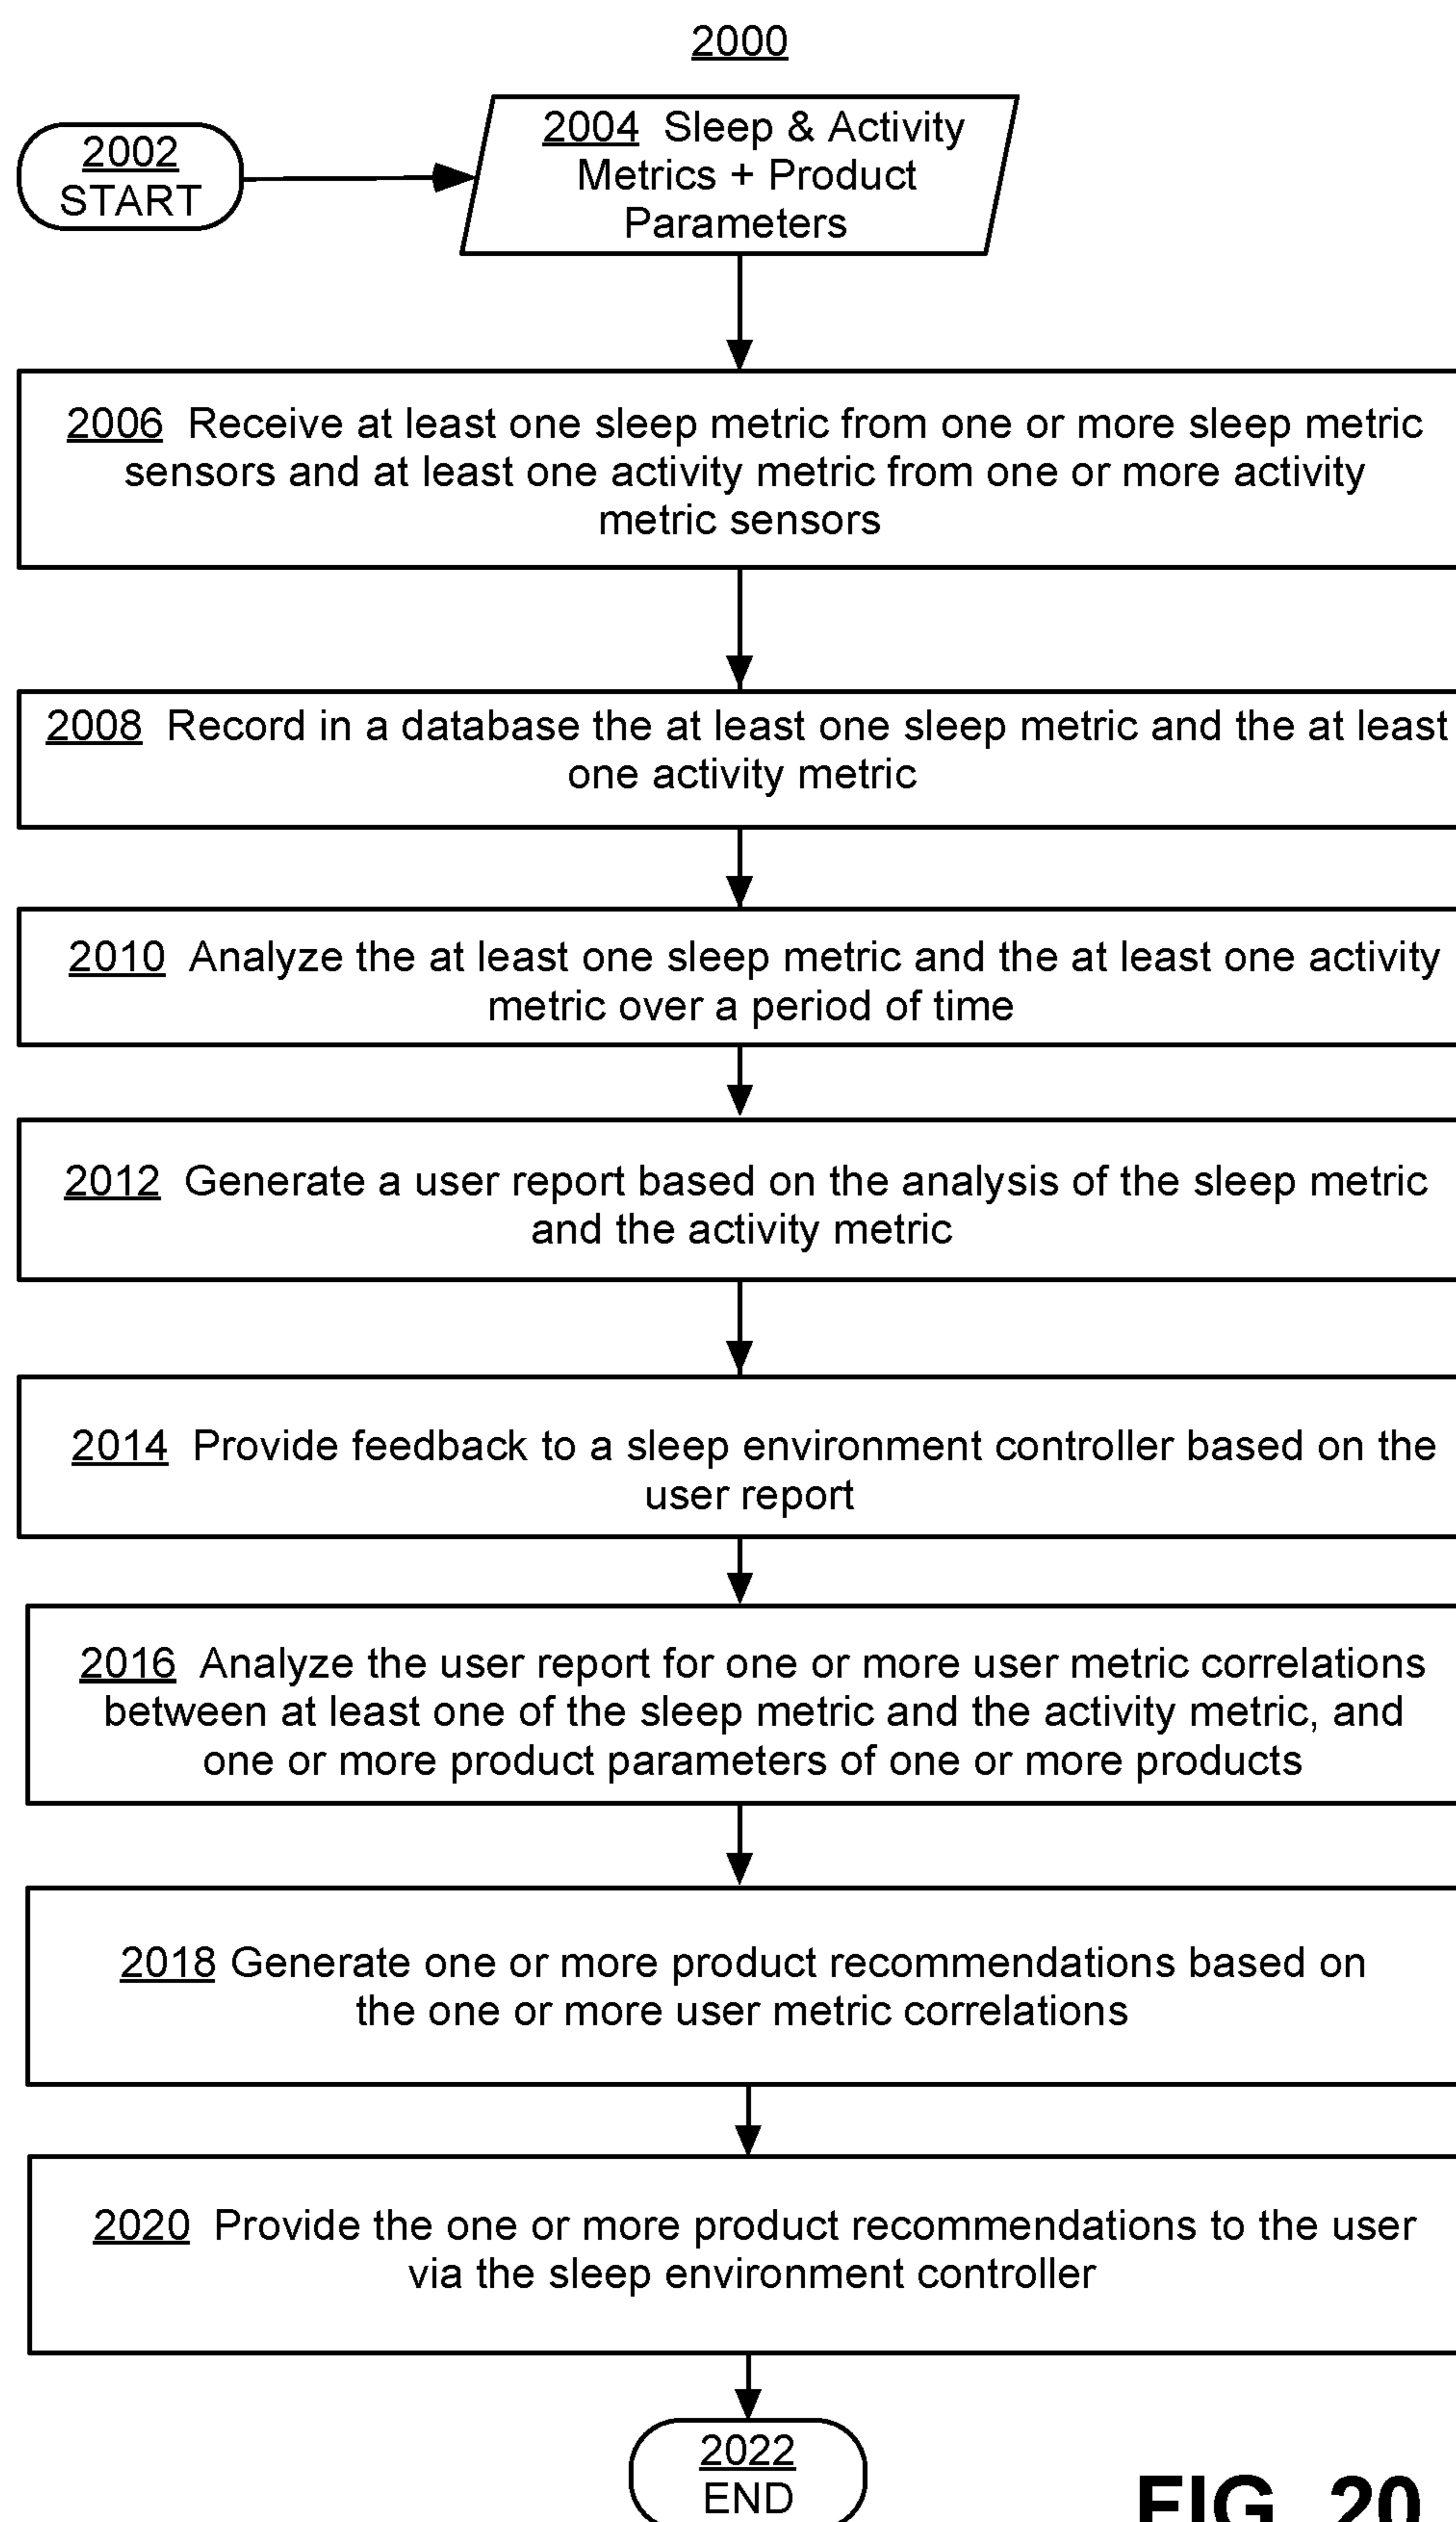 2000
2002
START
2004 Sleep & Activity
Metrics + Product
Parameters
2006 Receive at least one sleep metric from one or more sleep metric
sensors and at least one activity metric from one or more activity
metric sensors
2008 Record in a database the at least one sleep metric and the at least
one activity metric
2010 Analyze the at least one sleep metric and the at least one activity
metric over a period of time
2012 Generate a user report based on the analysis of the sleep metric
and the activity metric
2014 Provide feedback to a sleep environment controller based on the
user report
2016 Analyze the user report for one or more user metric correlations
between at least one of the sleep metric and the activity metric, and
one or more product parameters of one or more products
2018 Generate one or more product recommendations based on
the one or more user metric correlations
2020 Provide the one or more product recommendations to the user
via the sleep environment controller
2022
END
FIG. 20